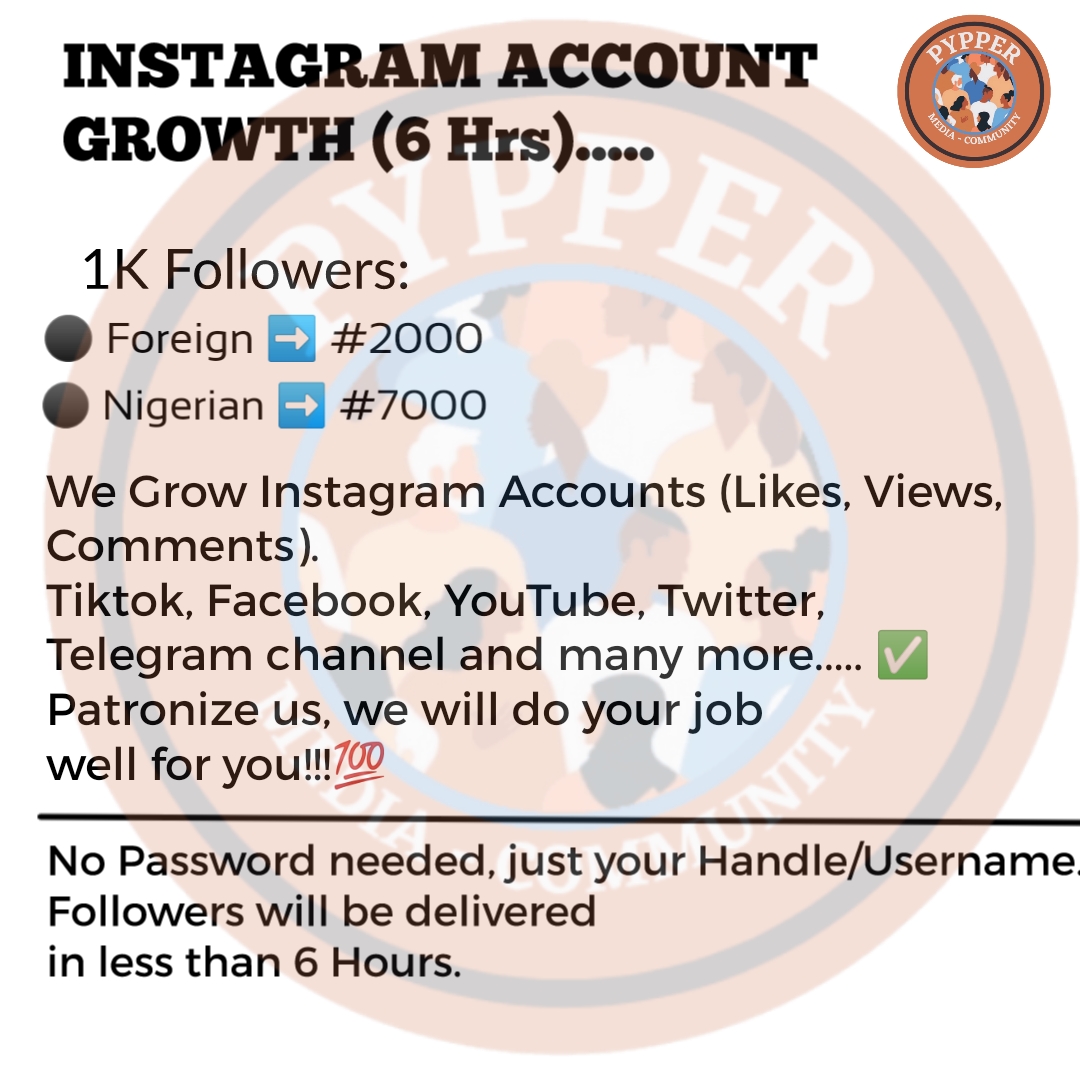 INSTAGRAM ACCOUNT
GROWTH (6 Hrs).....
PYPPER
MEDIA - COMMUNITY
1K Followers:
⚫ Foreign ➡️ #2000
⚫ Nigerian ➡️ #7000
We Grow Instagram Accounts (Likes, Views,
Comments).
Tiktok, Facebook, YouTube, Twitter,
Telegram channel and many more..... ✅
Patronize us, we will do your job
well for you!!!💯
No Password needed, just your Handle/Username.
Followers will be delivered
in less than 6 Hours.
PYPPER
MEDIA - COMMUNITY